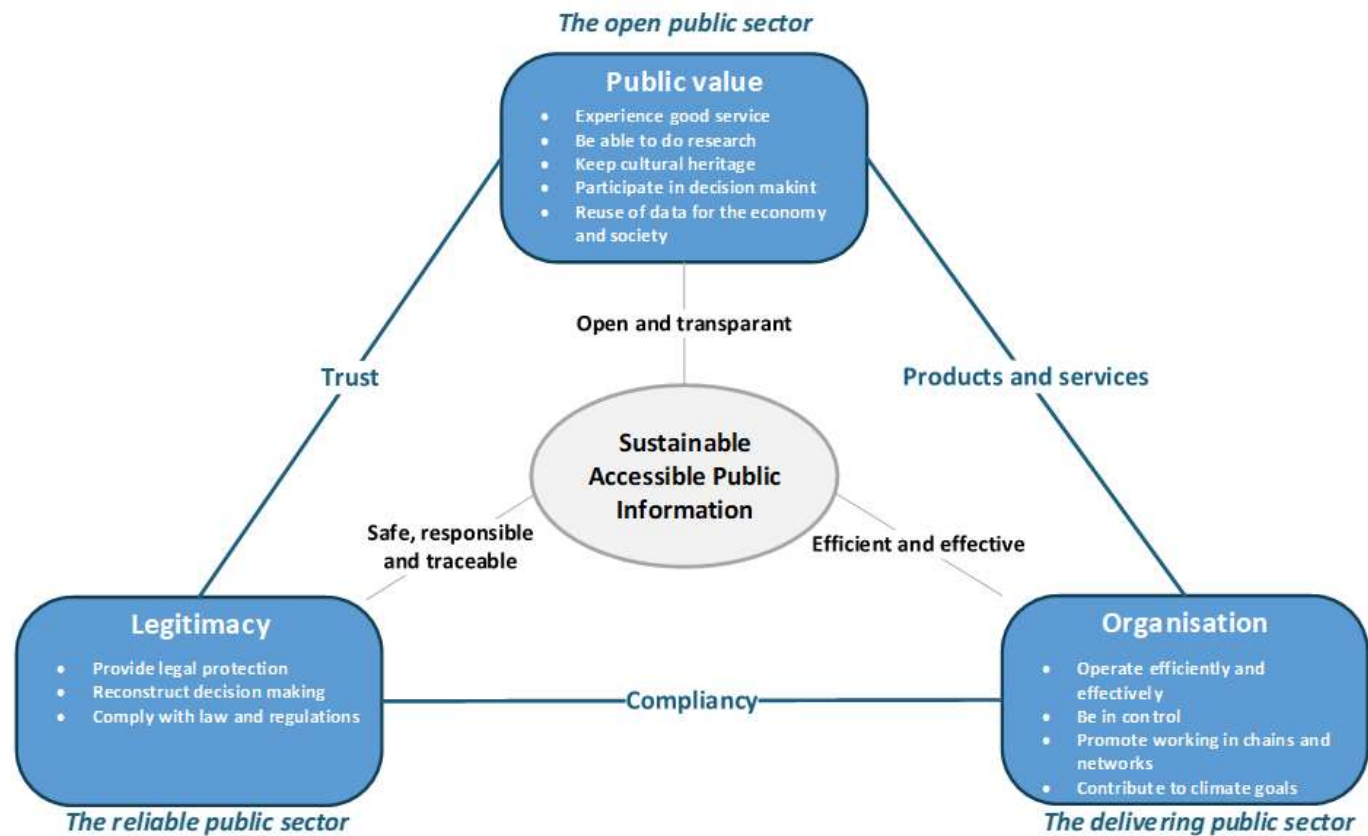 The open public sector
Public value
• Experience good service
• Be able to do research
• Keep cultural heritage
• Participate in decision makint
• Reuse of data for the economy
and society
Open and transparant
Trust
Products and services
Sustainable
Accessible Public
Information
Safe, responsible
and traceable
Efficient and effective
Legitimacy
• Provide legal protection
• Reconstruct decision making
• Comply with law and regulations
Compliancy
Organisation
• Operate efficiently and
effectively
• Be in control
• Promote working in chains and
networks
• Contribute to climate goals
The reliable public sector
The delivering public sector